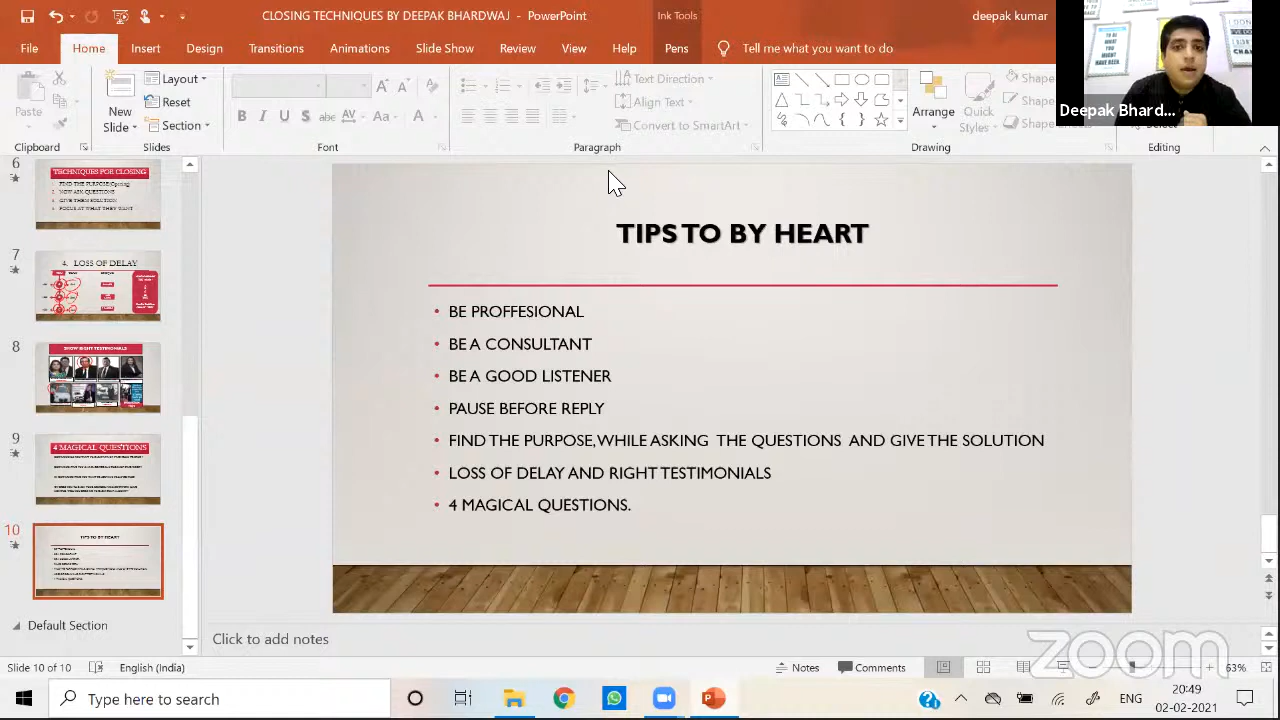 CLOSING TECHNIQUES BY DEEPAK BHARDWAJ - PowerPoint
Ink Tools
deepak kumar
File Home Insert Design Transitions Animations Slide Show Review View Help Pens Tell me what you want to do
Layout
Reset
Section
New
Slide
Text Direction
Align Text
Convert to SmartArt
Arrange
Quick
Styles
Shape
Clipboard Slides Font Paragraph Drawing Editing
Deepak Bhard...
6
TECHNIQUES FOR CLOSING
7
4. LOSS OF DELAY
8
SHOW RIGHT TESTIMONIALS
9
4 MAGICAL QUESTIONS
10
TIPS TO BY HEART
Default Section
TIPS TO BY HEART
• BE PROFFESIONAL
• BE A CONSULTANT
• BE A GOOD LISTENER
• PAUSE BEFORE REPLY
• FIND THE PURPOSE, WHILE ASKING THE QUESTIONS AND GIVE THE SOLUTION
• LOSS OF DELAY AND RIGHT TESTIMONIALS
• 4 MAGICAL QUESTIONS.
Click to add notes
zoom
Slide 10 of 10 English (India) Notes Comments 63%
Type here to search
ENG
20:49
02-02-2021